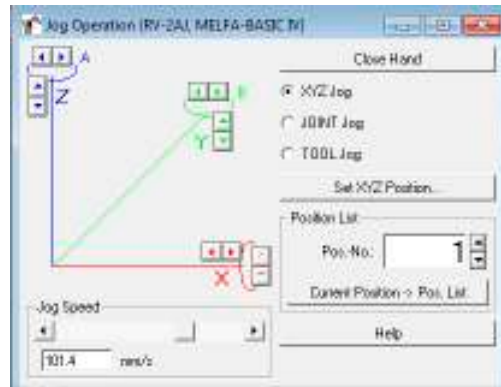 Jog Operation (RV-2AJ, MELFA-BASIC IV)
A
Z
B
Y
X
Close Hand
XYZ Jog
JOINT Jog
TOOL Jog
Set XYZ Position...
Position List
Pos.-No.: 1
Current Position -> Pos. List
Jog Speed
101.4 mm/s
Help